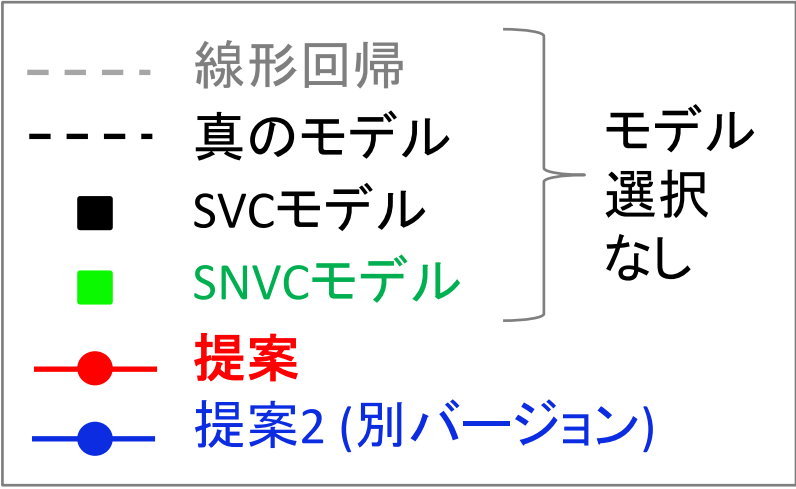 線形回帰
真のモデル
SVCモデル
SNVCモデル
モデル
選択
なし
提案
提案2 (別バージョン)